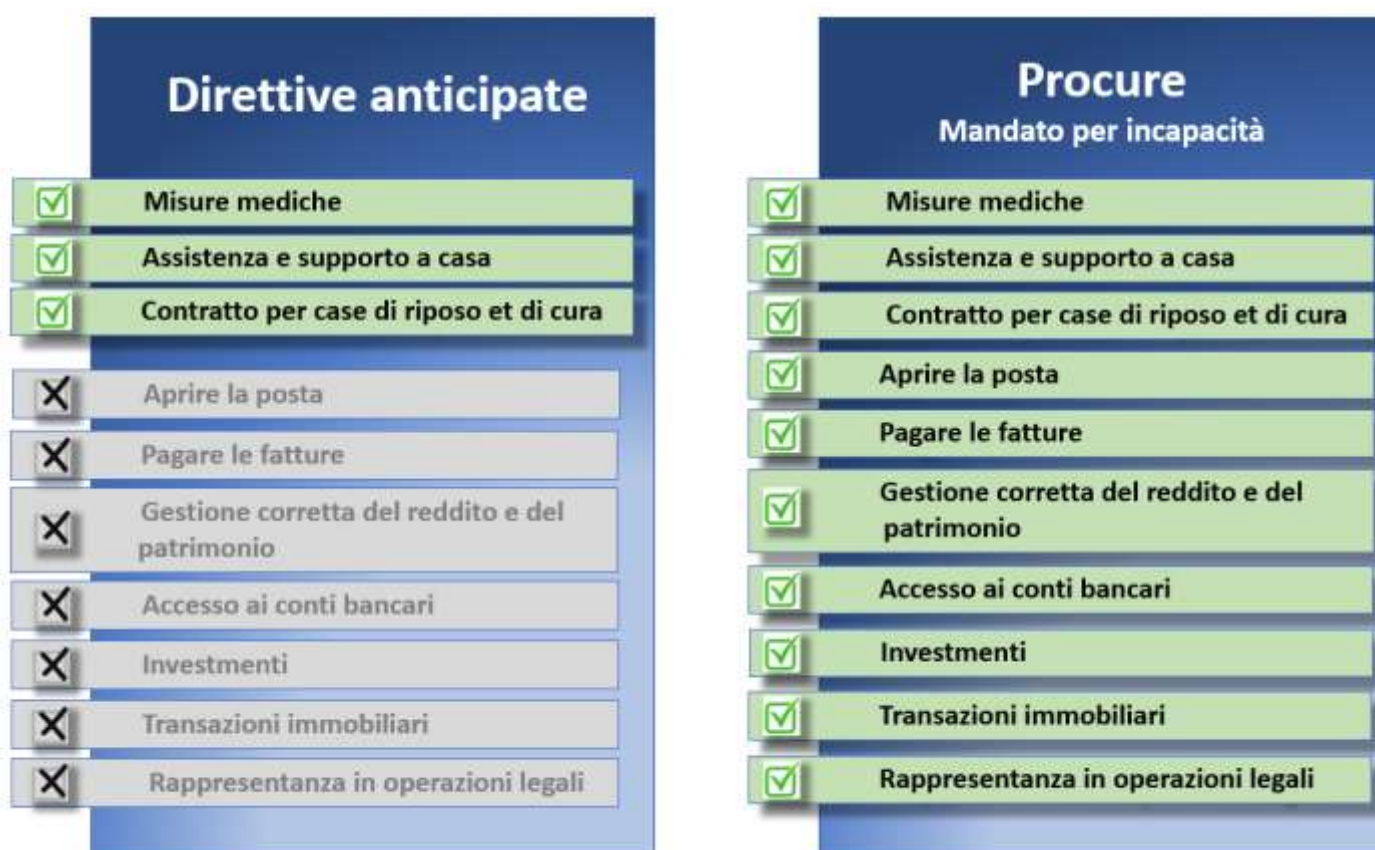 Direttive anticipate
Misure mediche
Assistenza e supporto a casa
Contratto per case di riposo et di cura
Aprire la posta
Pagare le fatture
Gestione corretta del reddito e del
patrimonio
Accesso ai conti bancari
Investmenti
Transazioni immobiliari
Rappresentanza in operazioni legali
Procure
Mandato per incapacità
Misure mediche
Assistenza e supporto a casa
Contratto per case di riposo et di cura
Aprire la posta
Pagare le fatture
Gestione corretta del reddito e del
patrimonio
Accesso ai conti bancari
Investmenti
Transazioni immobiliari
Rappresentanza in operazioni legali